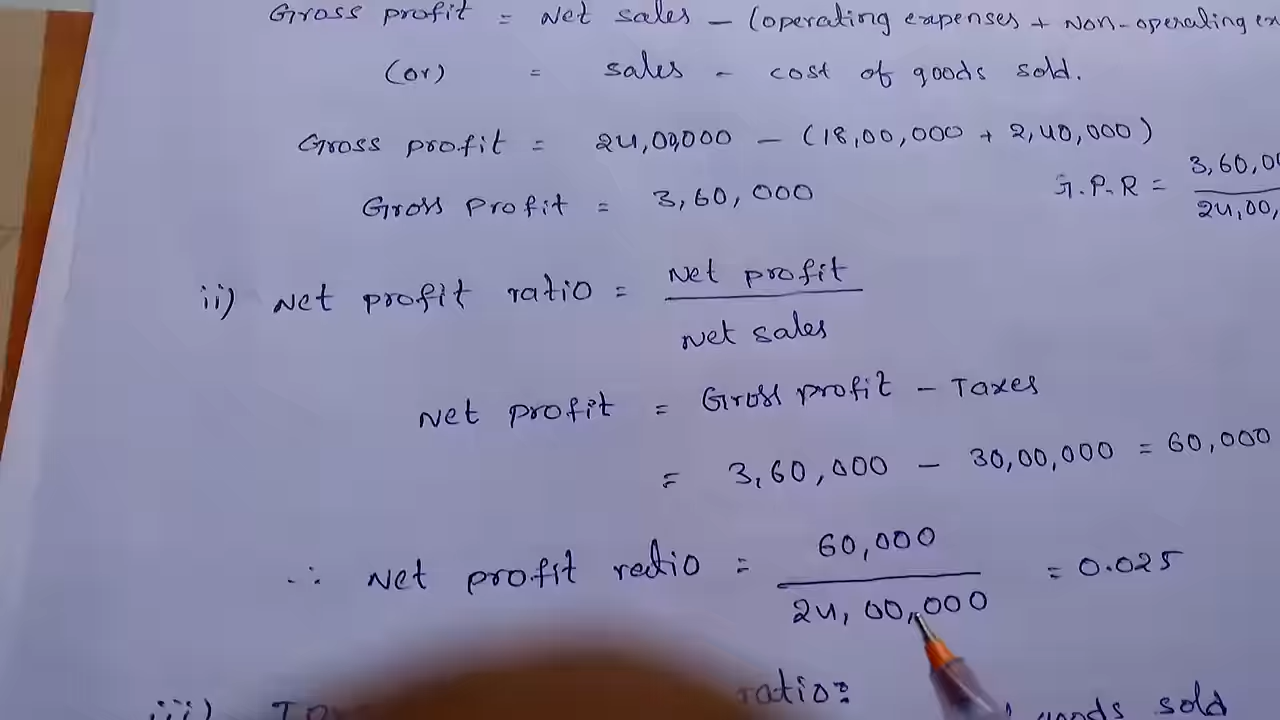 Gross profit = Net sales - (operating expenses + Non-operating
(or) = sales - cost of goods sold.
Gross profit = 24,00,000 - (18,00,000 + 2,40,000)
Gross Profit = 3,60,000
G.P.R = 3,60,00
24,00,
ii) Net profit ratio = Net profit
Net sales
Net profit = Gross profit - Taxes
= 3,60,000 - 30,00,000 = 60,000
∴ Net profit ratio = 60,000 = 0.025
24,00,000
iii) ratio:
goods sold